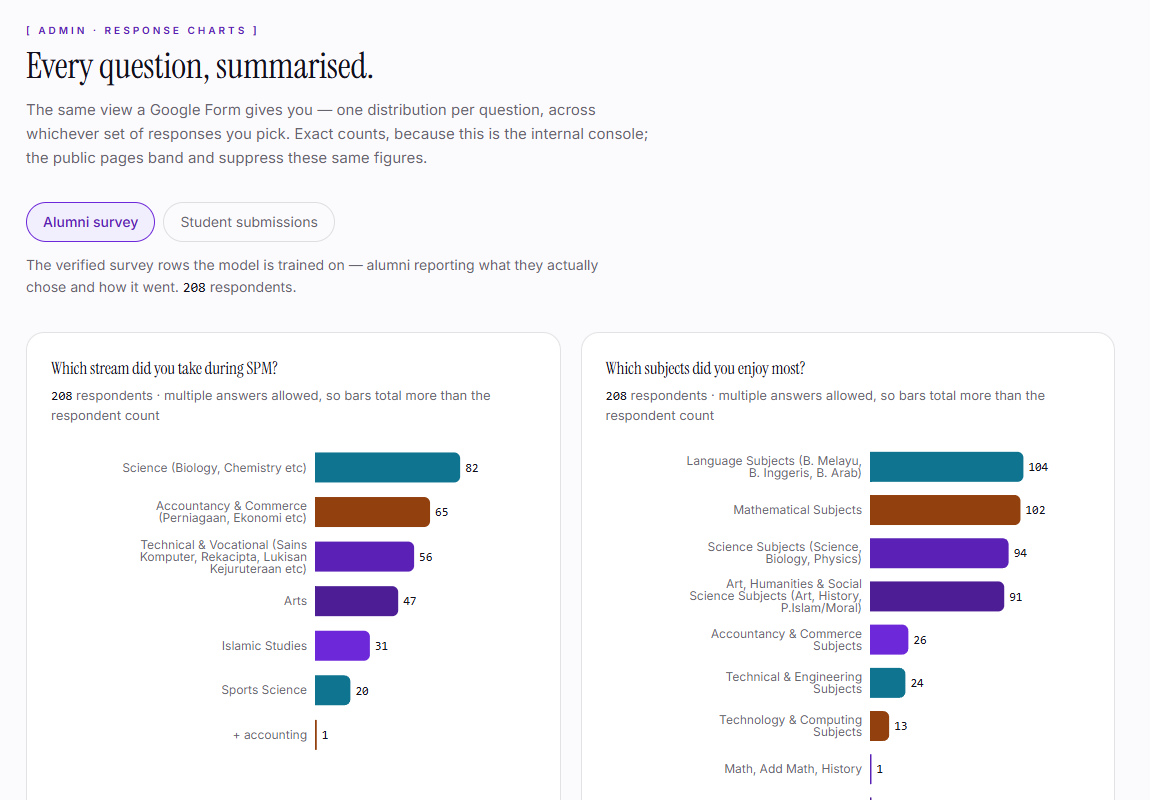 [ ADMIN · RESPONSE CHARTS ]
Every question, summarised.
The same view a Google Form gives you — one distribution per question, across
whichever set of responses you pick. Exact counts, because this is the internal console;
the public pages band and suppress these same figures.
Alumni survey
Student submissions
The verified survey rows the model is trained on — alumni reporting what they actually
chose and how it went. 208 respondents.
Which stream did you take during SPM?
208 respondents · multiple answers allowed, so bars total more than the
respondent count
Science (Biology, Chemistry etc)
82
Accountancy & Commerce
(Perniagaan, Ekonomi etc)
65
Technical & Vocational (Sains
Komputer, Rekacipta, Lukisan
Kejuruteraan etc)
56
Arts
47
Islamic Studies
31
Sports Science
20
+ accounting
1
Which subjects did you enjoy most?
208 respondents · multiple answers allowed, so bars total more than the
respondent count
Language Subjects (B. Melayu,
B. Inggeris, B. Arab)
104
Mathematical Subjects
102
Science Subjects (Science,
Biology, Physics)
94
Art, Humanities & Social
Science Subjects (Art, History,
P.Islam/Moral)
91
Accountancy & Commerce
Subjects
26
Technical & Engineering
Subjects
24
Technology & Computing
Subjects
13
Math, Add Math, History
1